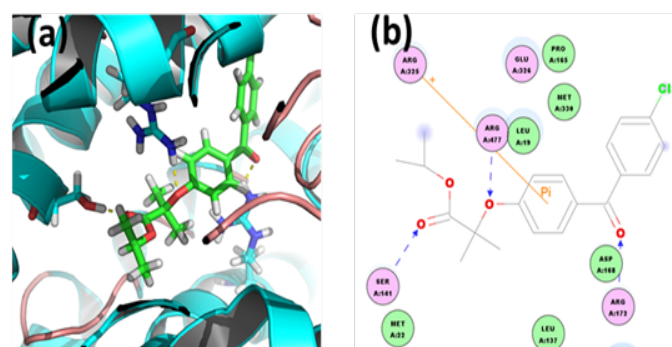 (a)
(b)
ARG
A:325
GLU
A:326
PRO
A:165
MET
A:330
Cl
ARG
A:477
LEU
A:19
+
Pi
O
O
O
O
SER
A:141
MET
A:22
LEU
A:137
ASP
A:168
ARG
A:172